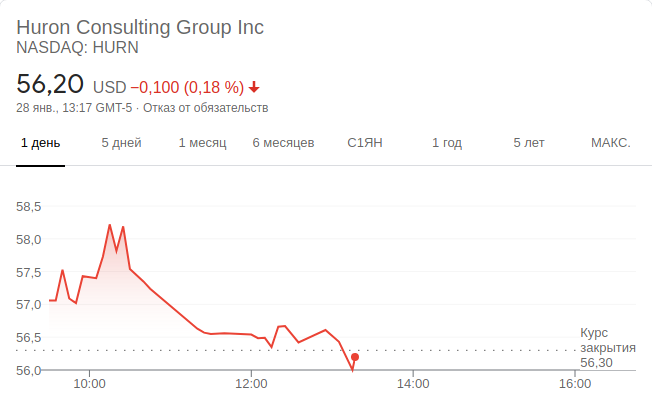 Huron Consulting Group Inc
NASDAQ: HURN
56,20 USD −0,100 (0,18 %)
28 янв., 13:17 GMT-5 · Отказ от обязательств
1 день 5 дней 1 месяц 6 месяцев С1ЯН 1 год 5 лет МАКС.
58,5
58,0
57,5
57,0
56,5
56,0
Курс
закрытия
56,30
10:00 12:00 14:00 16:00